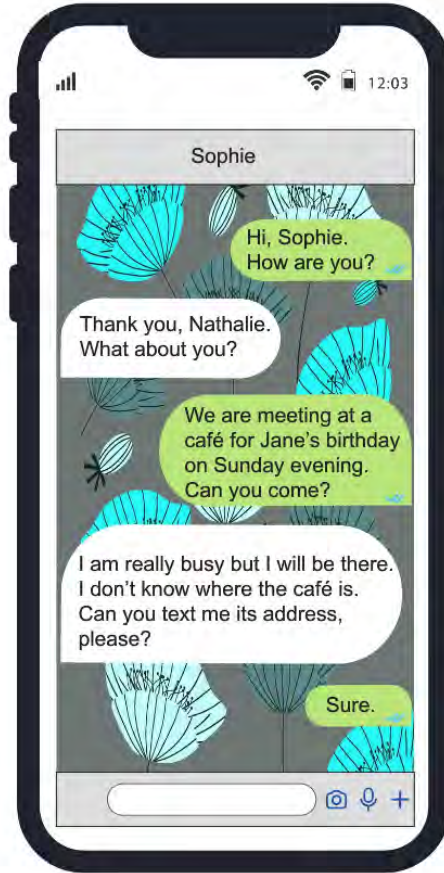 12:03
Sophie
Hi, Sophie.
How are you?
Thank you, Nathalie.
What about you?
We are meeting at a
café for Jane’s birthday
on Sunday evening.
Can you come?
I am really busy but I will be there.
I don’t know where the café is.
Can you text me its address,
please?
Sure.